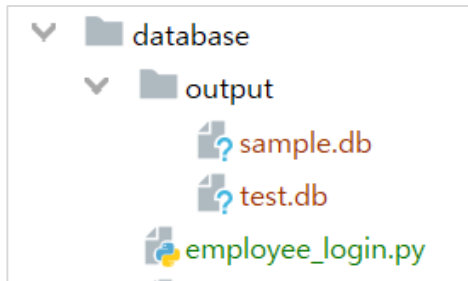 database
output
sample.db
test.db
employee_login.py